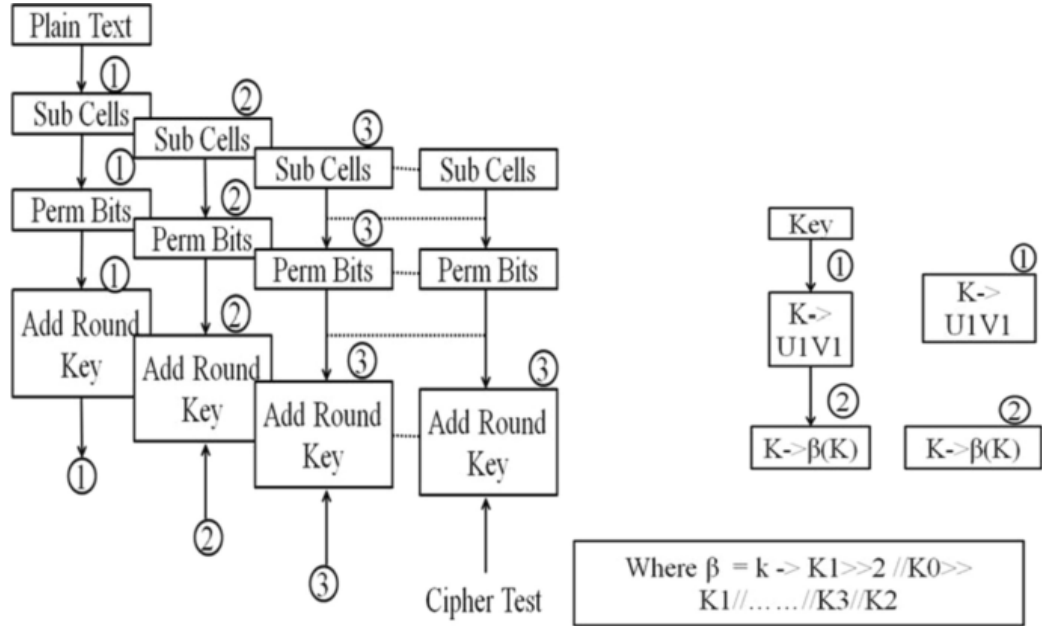 Plain Text
1
Sub Cells
2
Sub Cells
3
Sub Cells
Sub Cells
1
Perm Bits
2
Perm Bits
3
Perm Bits
Perm Bits
1
Add Round
Key
2
Add Round
Key
3
Add Round
Key
3
Add Round
Key
1
2
3
Cipher Test
Key
1
K->
U1V1
2
K->β(K)
1
K->
U1V1
2
K->β(K)
Where β = k -> K1>>2 //K0>>
K1//......//K3//K2